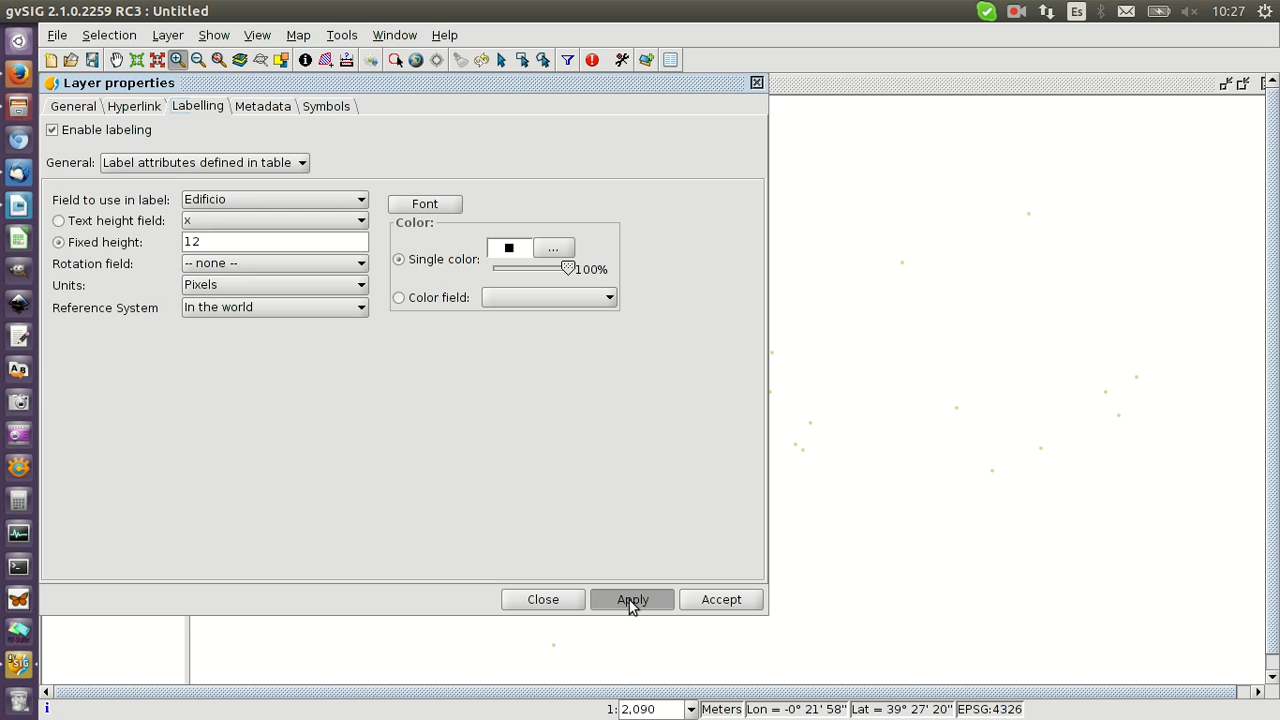 gvSIG 2.1.0.2259 RC3 : Untitled
Es
10:27
File Selection Layer Show View Map Tools Window Help
Layer properties
General Hyperlink Labelling Metadata Symbols
Enable labeling
General: Label attributes defined in table
Field to use in label: Edificio
Font
Text height field: x
Color:
Fixed height: 12
Single color: ...
100%
Rotation field: -- none --
Units: Pixels
Color field:
Reference System In the world
Close Apply Accept
1: 2,090 Meters Lon = -0° 21' 58" Lat = 39° 27' 20" EPSG:4326